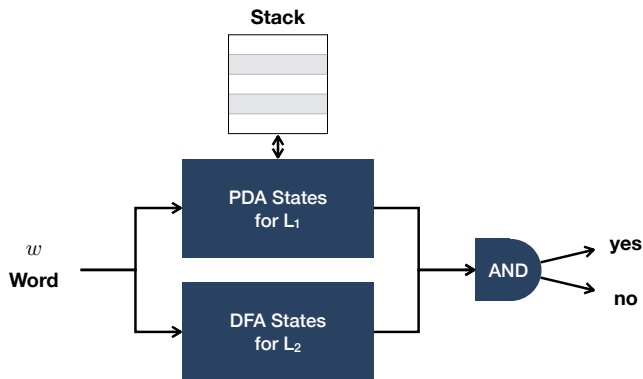 Stack
PDA States
for L₁
w
Word
AND
yes
no
DFA States
for L₂